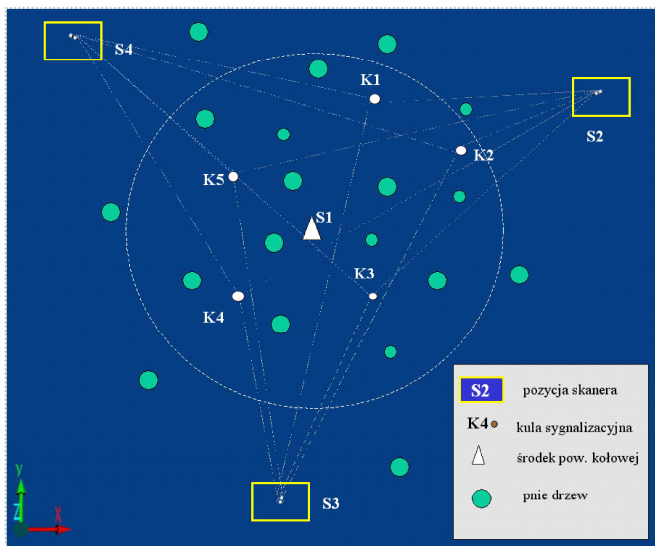 S4
K1
S2
K2
K5
S1
K3
K4
S3
S2 pozycja skanera
K4 kula sygnalizacyjna
środek pow. kołowej
pnie drzew
y
Z
X